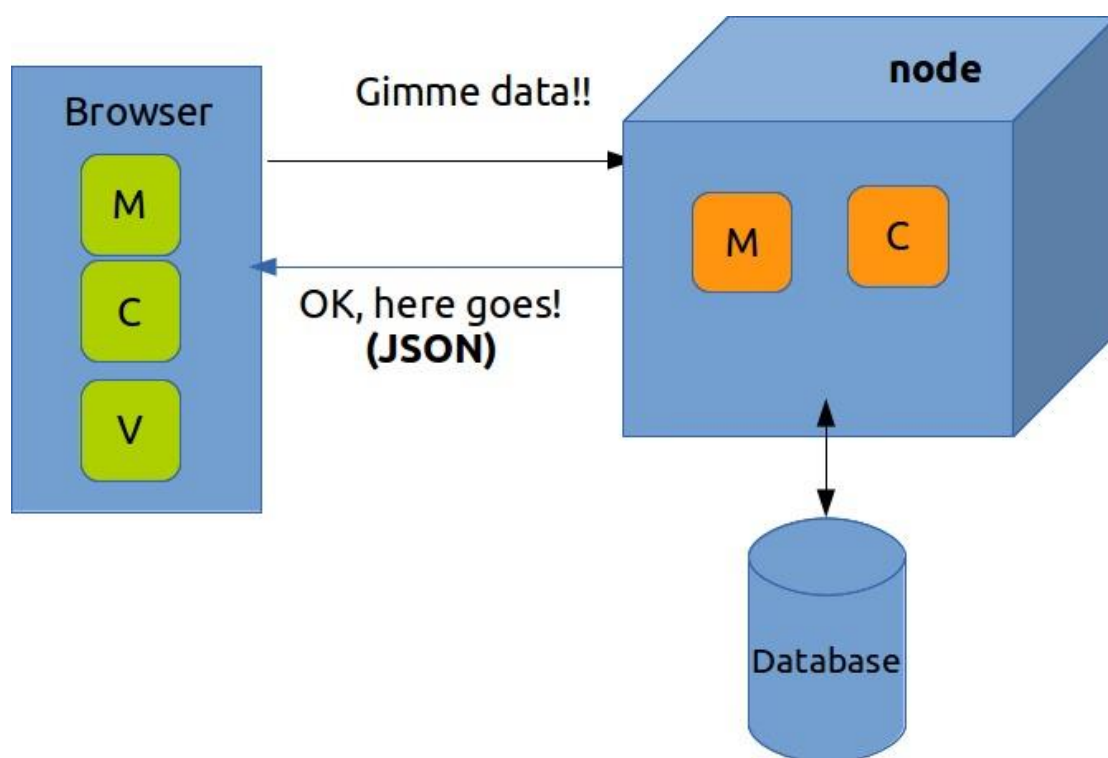 Browser
M
C
V
Gimme data!!
OK, here goes!
(JSON)
node
M
C
Database